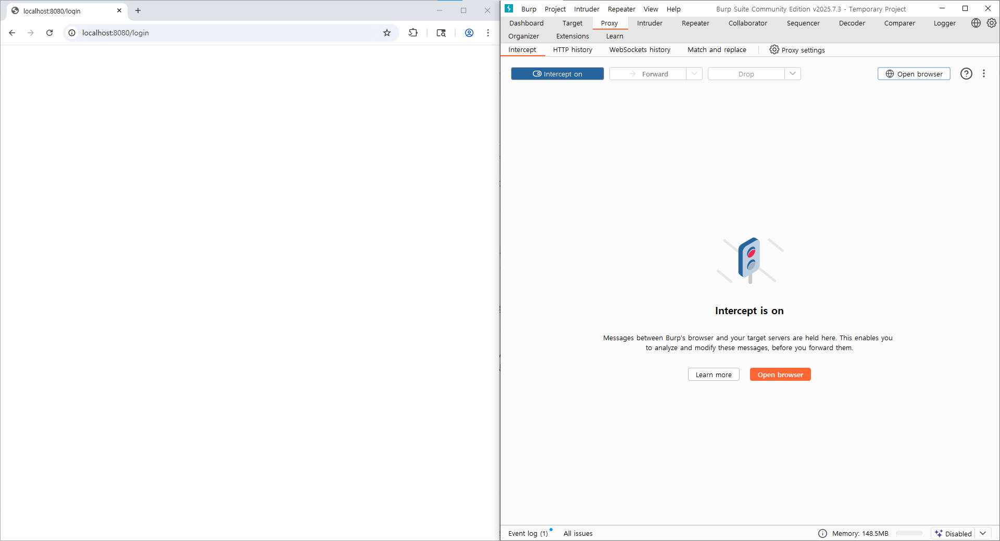 localhost:8080/login
localhost:8080/login
Burp Project Intruder Repeater View Help Burp Suite Community Edition v2025.7.3 - Temporary Project
Dashboard Target Proxy Intruder Repeater Collaborator Sequencer Decoder Comparer Logger
Organizer Extensions Learn
Intercept HTTP history WebSockets history Match and replace Proxy settings
Intercept on Forward Drop Open browser
Intercept is on
Messages between Burp's browser and your target servers are held here. This enables you
to analyze and modify these messages, before you forward them.
Learn more Open browser
Event log (1) All issues Memory: 148.5MB Disabled